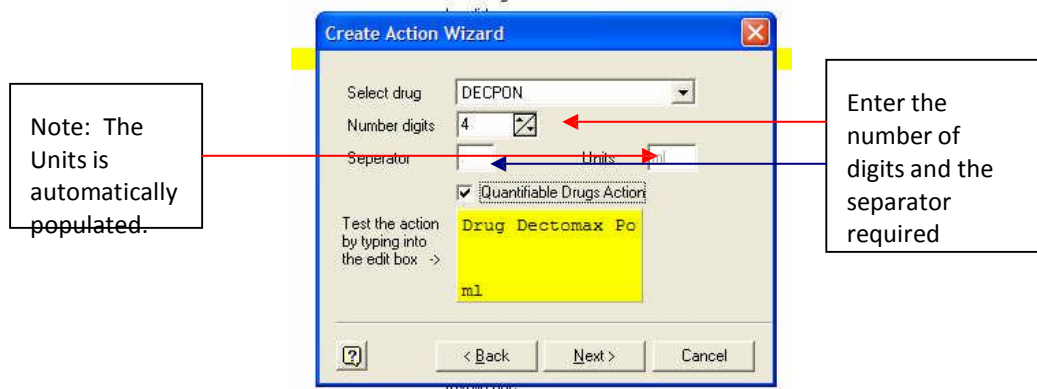 Create Action Wizard
Note: The
Units is
automatically
populated.
Select drug DECPON
Number digits 4
Seperator Units ml
Quantifiable Drugs Action
Test the action
by typing into
the edit box ->
Drug Dectomax Po
ml
? < Back Next > Cancel
Enter the
number of
digits and the
separator
required